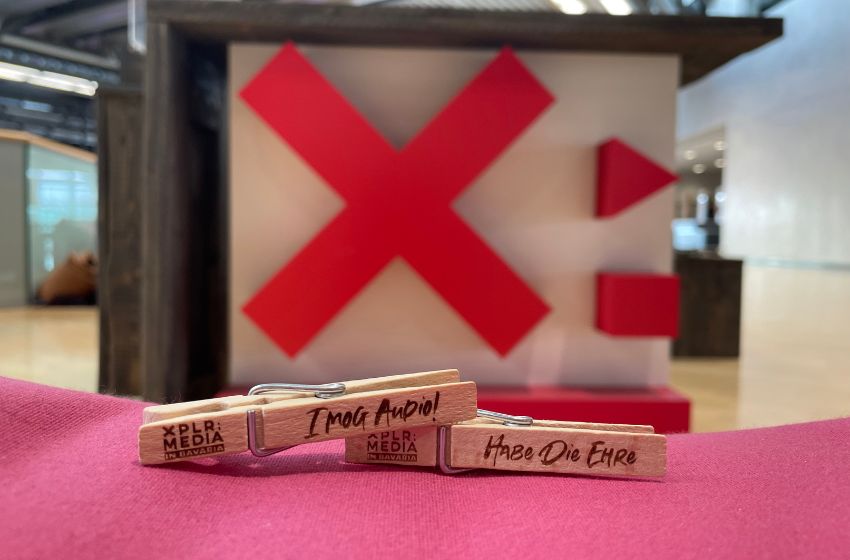 XPLR:
MEDIA
IN BAVARIA
I mog Audio!
XPLR:
MEDIA
IN BAVARIA
Habe Die Ehre